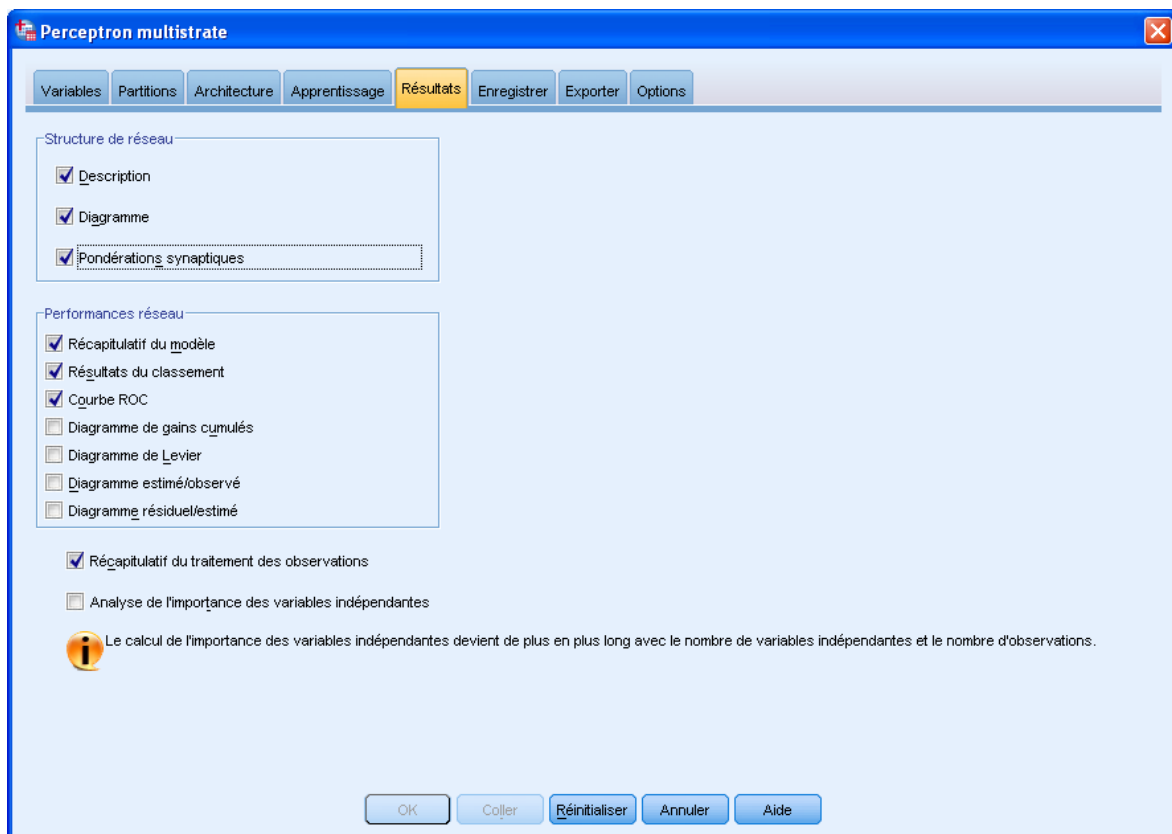 Perceptron multistrate
Variables Partitions Architecture Apprentissage Résultats Enregistrer Exporter Options
Structure de réseau
Description
Diagramme
Pondérations synaptiques
Performances réseau
Récapitulatif du modèle
Résultats du classement
Courbe ROC
Diagramme de gains cumulés
Diagramme de Levier
Diagramme estimé/observé
Diagramme résiduel/estimé
Récapitulatif du traitement des observations
Analyse de l'importance des variables indépendantes
Le calcul de l'importance des variables indépendantes devient de plus en plus long avec le nombre de variables indépendantes et le nombre d'observations.
OK Coller Réinitialiser Annuler Aide